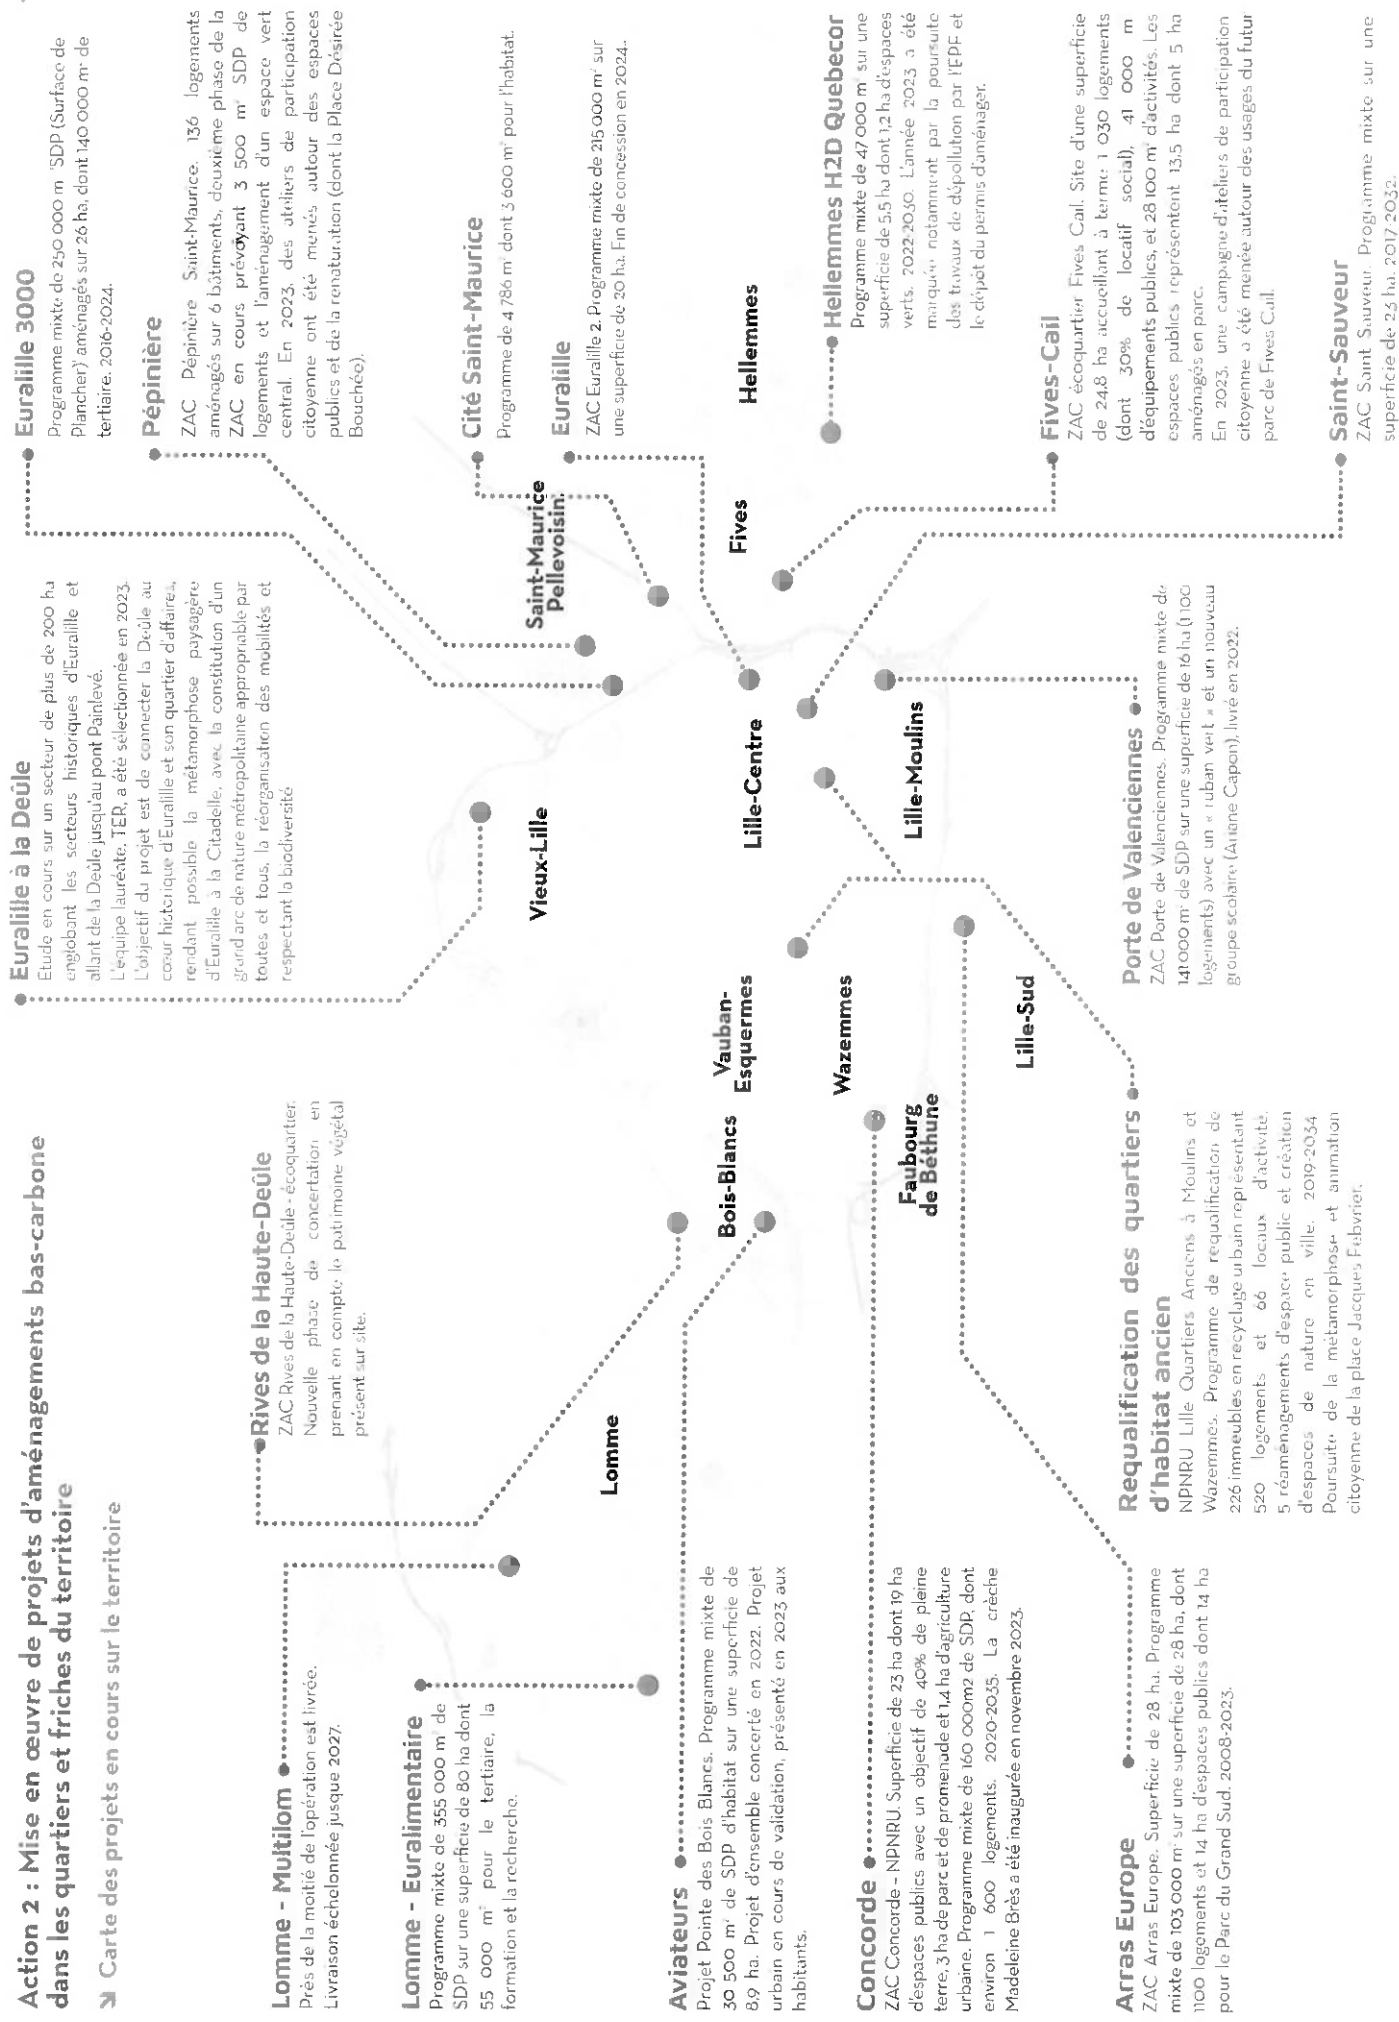 Action 2 : Mise en œuvre de projets d'aménagements bas-carbone
dans les quartiers et friches du territoire
Carte des projets en cours sur le territoire
Lomme - Multilom
Près de la moitié de l'opération est livrée.
Livraison échelonnée jusque 2027.
Lomme - Euralimentaire
Programme mixte de 355 000 m² de
SDP sur une superficie de 80 ha dont
55 000 m² pour le tertiaire, la
formation et la recherche.
Aviateurs
Projet Pointe des Bois Blancs. Programme mixte de
30 500 m² de SDP d'habitat sur une superficie de
8,9 ha. Projet d'ensemble concerté en 2022. Projet
urbain en cours de validation, présenté en 2023 aux
habitants.
Concorde
ZAC Concorde – NPNRU. Superficie de 23 ha dont 19 ha
d'espaces publics avec un objectif de 40% de pleine
terre, 3 ha de parc et de promenade et 1,4 ha d'agriculture
urbaine. Programme mixte de 160 000m2 de SDP, dont
environ 1 600 logements. 2020-2035. La crèche
Madeleine Brès a été inaugurée en novembre 2023.
Arras Europe
ZAC Arras Europe. Superficie de 28 ha. Programme
mixte de 103 000 m² sur une superficie de 28 ha, dont
1100 logements et 14 ha d'espaces publics dont 14 ha
pour le Parc du Grand Sud. 2008-2023.
Rives de la Haute-Deûle
ZAC Rives de la Haute-Deûle - écoquartier.
Nouvelle phase de concertation en
prenant en compte le patrimoine végétal
présent sur site.
Requalification des quartiers
d'habitat ancien
NPNRU Lille Quartiers Anciens à Moulins et
Wazemmes. Programme de requalification de
226 immeubles en recyclage urbain représentant
520 logements et 66 locaux d'activité.
5 réaménagements d'espace public et création
d'espaces de nature en ville. 2019-2034
Poursuite de la métamorphose et animation
citoyenne de la place Jacques Febvrier.
Euralille à la Deûle
Etude en cours sur un secteur de plus de 200 ha
englobant les secteurs historiques d'Euralille et
allant de la Deûle jusqu'au pont Painlevé.
L'équipe lauréate, TER, a été sélectionnée en 2023.
L'objectif du projet est de connecter la Deûle au
cœur historique d'Euralille et son quartier d'affaires,
rendant possible la métamorphose paysagère
d'Euralille à la Citadelle, avec la constitution d'un
grand arc de nature métropolitaine appropriable par
toutes et tous, la réorganisation des mobilités et
respectant la biodiversité
Porte de Valenciennes
ZAC Porte de Valenciennes. Programme mixte de
141 000 m² de SDP sur une superficie de 16 ha (1100
logements) avec un « ruban vert » et un nouveau
groupe scolaire (Ariane Capon), livré en 2022.
Euralille 3000
Programme mixte de 250 000 m² SDP (Surface de
Plancher) aménagés sur 26 ha, dont 140 000 m² de
tertiaire. 2016-2024.
Pépinière
ZAC Pépinière Saint-Maurice. 136 logements
aménagés sur 6 bâtiments, deuxième phase de la
ZAC en cours prévoyant 3 500 m² SDP de
logements et l'aménagement d'un espace vert
central. En 2023, des ateliers de participation
citoyenne ont été menés autour des espaces
publics et de la renaturation (dont la Place Désirée
Bouchée).
Cité Saint-Maurice
Programme de 4 786 m² dont 3 600 m² pour l'habitat.
Euralille
ZAC Euralille 2. Programme mixte de 215 000 m² sur
une superficie de 20 ha. Fin de concession en 2024.
Hellemmes H2D Quebecor
Programme mixte de 47 000 m² sur une
superficie de 5,5 ha dont 1,2 ha d'espaces
verts. 2022-2030. L'année 2023 a été
marquée notamment par la poursuite
des travaux de dépollution par l'EPF et
le dépôt du permis d'aménager.
Fives-Cail
ZAC écoquartier Fives Cail. Site d'une superficie
de 24,8 ha accueillant à terme 1 030 logements
(dont 30% de locatif social), 41 000 m
d'équipements publics, et 28 100 m² d'activités. Les
espaces publics représentent 13,5 ha dont 5 ha
aménagés en parc.
En 2023, une campagne d'ateliers de participation
citoyenne a été menée autour des usages du futur
parc de Fives Cail.
Saint-Sauveur
ZAC Saint Sauveur. Programme mixte sur une
superficie de 23 ha. 2017-2032.
Lomme
Bois-Blancs
Vauban-
Esquermes
Wazemmes
Faubourg
de Béthune
Lille-Sud
Vieux-Lille
Lille-Centre
Lille-Moulins
Saint-Maurice
Pellevoisin
Fives
Hellemmes